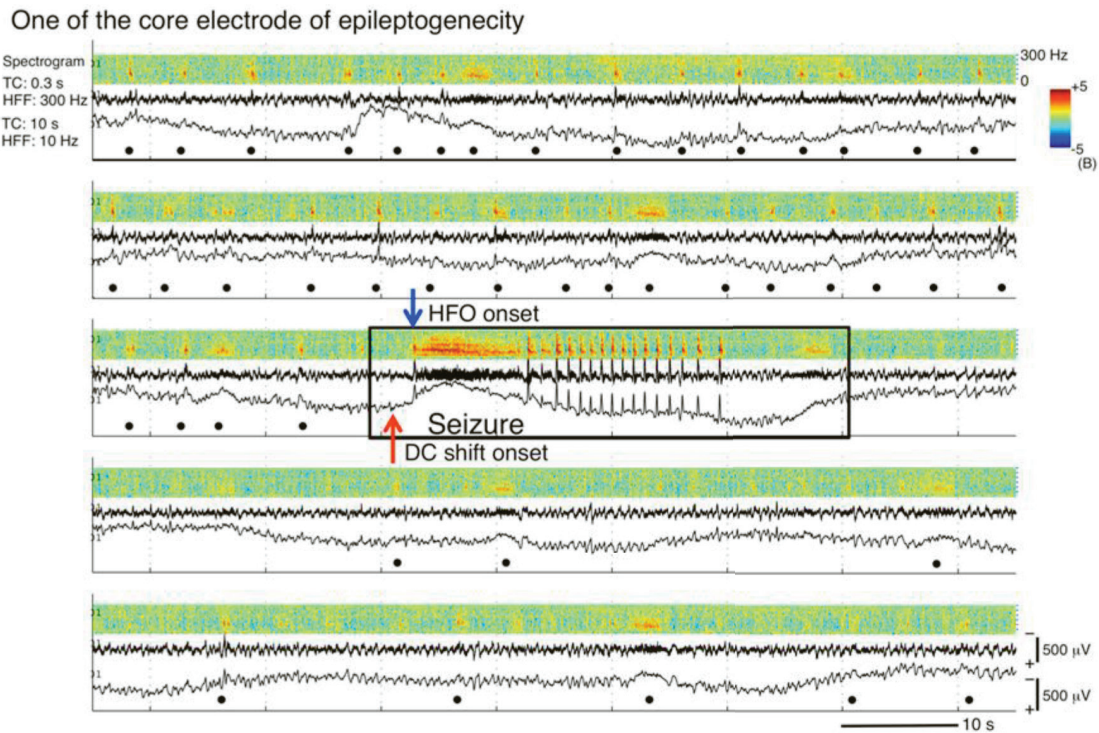 One of the core electrode of epileptogenecity
Spectrogram
TC: 0.3 s
HFF: 300 Hz
TC: 10 s
HFF: 10 Hz
300 Hz
0
+5
-5
(B)
HFO onset
Seizure
DC shift onset
−
500 µV
+
−
500 µV
+
10 s